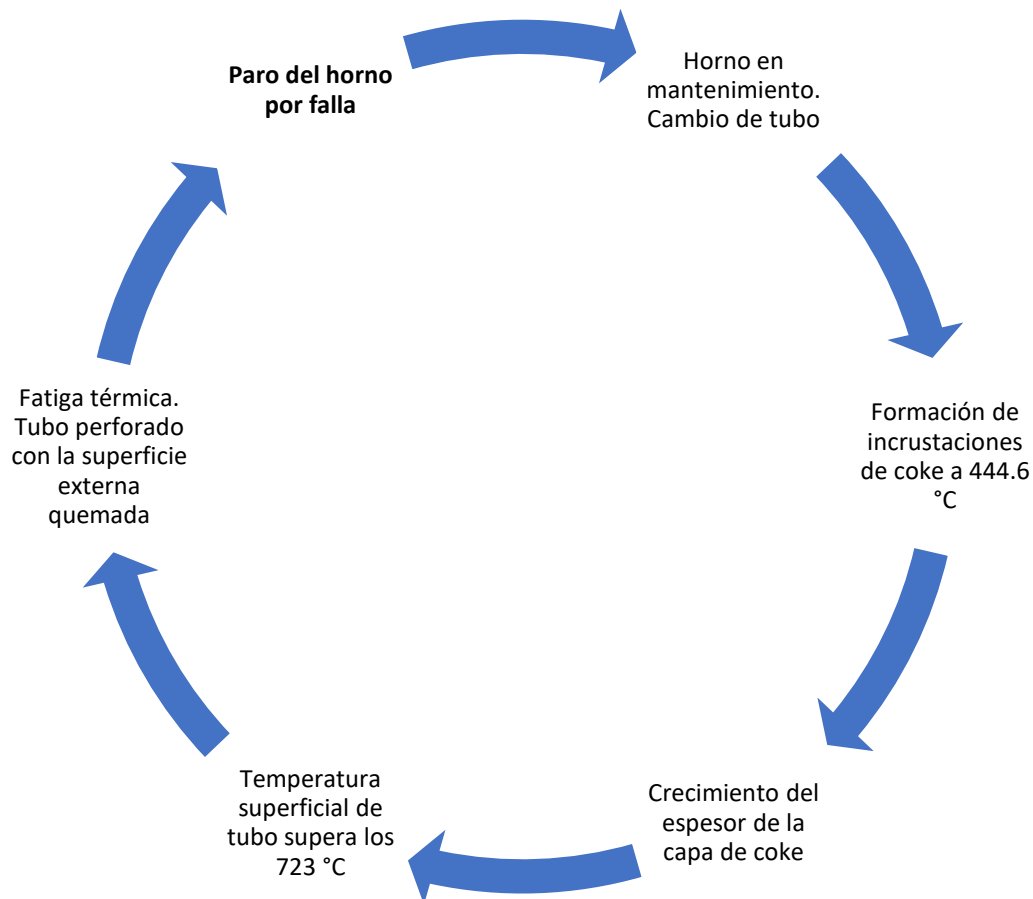 Paro del horno
por falla
Horno en
mantenimiento.
Cambio de tubo
Formación de
incrustaciones
de coke a 444.6
°C
Crecimiento del
espesor de la
capa de coke
Temperatura
superficial de
tubo supera los
723 °C
Fatiga térmica.
Tubo perforado
con la superficie
externa
quemada